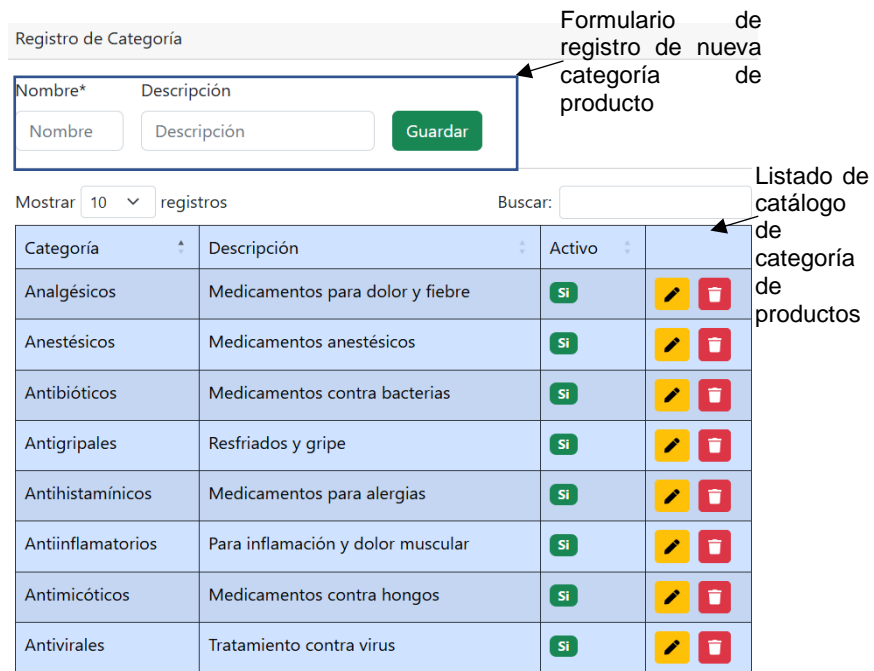 Formulario de
registro de nueva
categoría de
producto
Registro de Categoría
Nombre* Descripción
Nombre Descripción Guardar
Listado de
catálogo
de
categoría
de
productos
Mostrar 10 registros Buscar:
Categoría Descripción Activo
Analgésicos Medicamentos para dolor y fiebre Si
Anestésicos Medicamentos anestésicos Si
Antibióticos Medicamentos contra bacterias Si
Antigripales Resfriados y gripe Si
Antihistamínicos Medicamentos para alergias Si
Antiinflamatorios Para inflamación y dolor muscular Si
Antimicóticos Medicamentos contra hongos Si
Antivirales Tratamiento contra virus Si